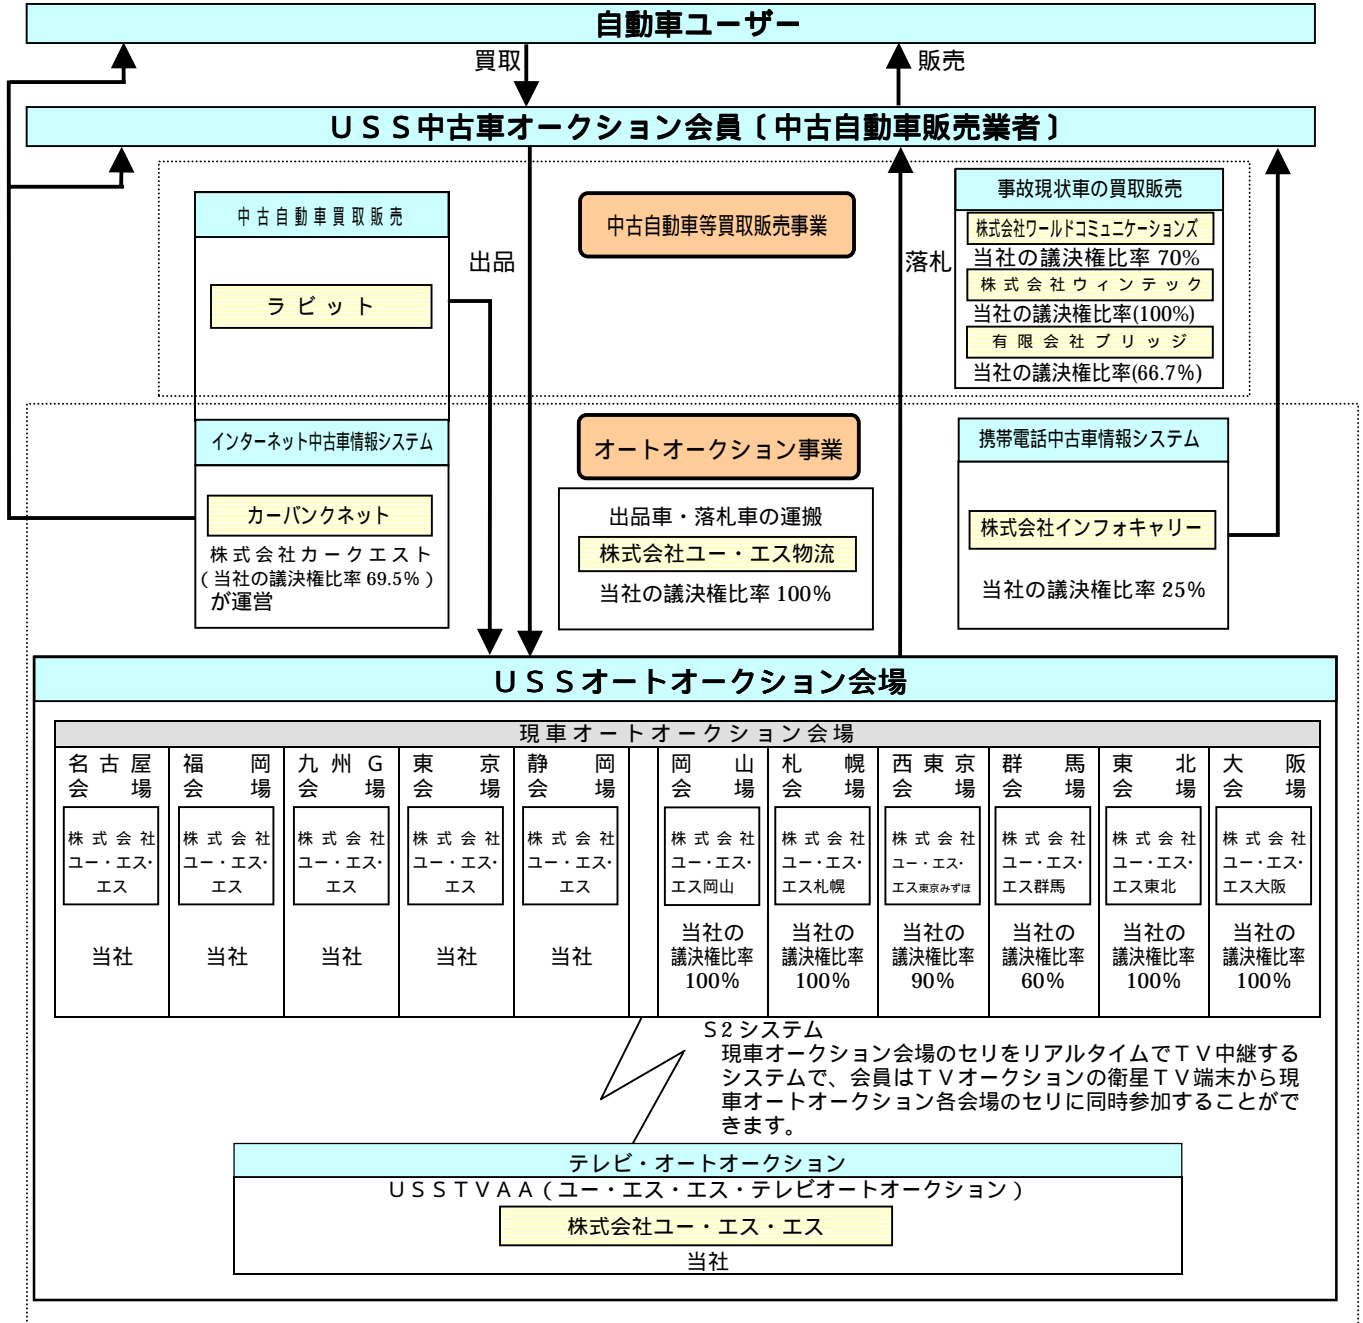 自動車ユーザー
買取
販売
ＵＳＳ中古車オークション会員〔中古自動車販売業者〕
中古自動車買取販売
ラビット
出品
中古自動車等買取販売事業
落札
事故現状車の買取販売
株式会社ワールドコミュニケーションズ
当社の議決権比率 70%
株式会社ウィンテック
当社の議決権比率(100%)
有限会社ブリッジ
当社の議決権比率(66.7%)
インターネット中古車情報システム
カーバンクネット
株式会社カークエスト
（当社の議決権比率 69.5%）
が運営
オートオークション事業
出品車・落札車の運搬
株式会社ユー・エス物流
当社の議決権比率 100%
携帯電話中古車情報システム
株式会社インフォキャリー
当社の議決権比率 25%
ＵＳＳオートオークション会場
現車オートオークション会場
名古屋
会場
株式会社
ユー・エス・
エス
当社
福岡
会場
株式会社
ユー・エス・
エス
当社
九州Ｇ
会場
株式会社
ユー・エス・
エス
当社
東京
会場
株式会社
ユー・エス・
エス
当社
静岡
会場
株式会社
ユー・エス・
エス
当社
岡山
会場
株式会社
ユー・エス・
エス岡山
当社の
議決権比率
100%
札幌
会場
株式会社
ユー・エス・
エス札幌
当社の
議決権比率
100%
西東京
会場
株式会社
ユー・エス・
エス東京みずほ
当社の
議決権比率
90%
群馬
会場
株式会社
ユー・エス・
エス群馬
当社の
議決権比率
60%
東北
会場
株式会社
ユー・エス・
エス東北
当社の
議決権比率
100%
大阪
会場
株式会社
ユー・エス・
エス大阪
当社の
議決権比率
100%
Ｓ２システム
現車オークション会場のセリをリアルタイムでＴＶ中継する
システムで、会員はＴＶオークションの衛星ＴＶ端末から現
車オートオークション各会場のセリに同時参加することがで
きます。
テレビ・オートオークション
ＵＳＳＴＶＡＡ（ユー・エス・エス・テレビオートオークション）
株式会社ユー・エス・エス
当社